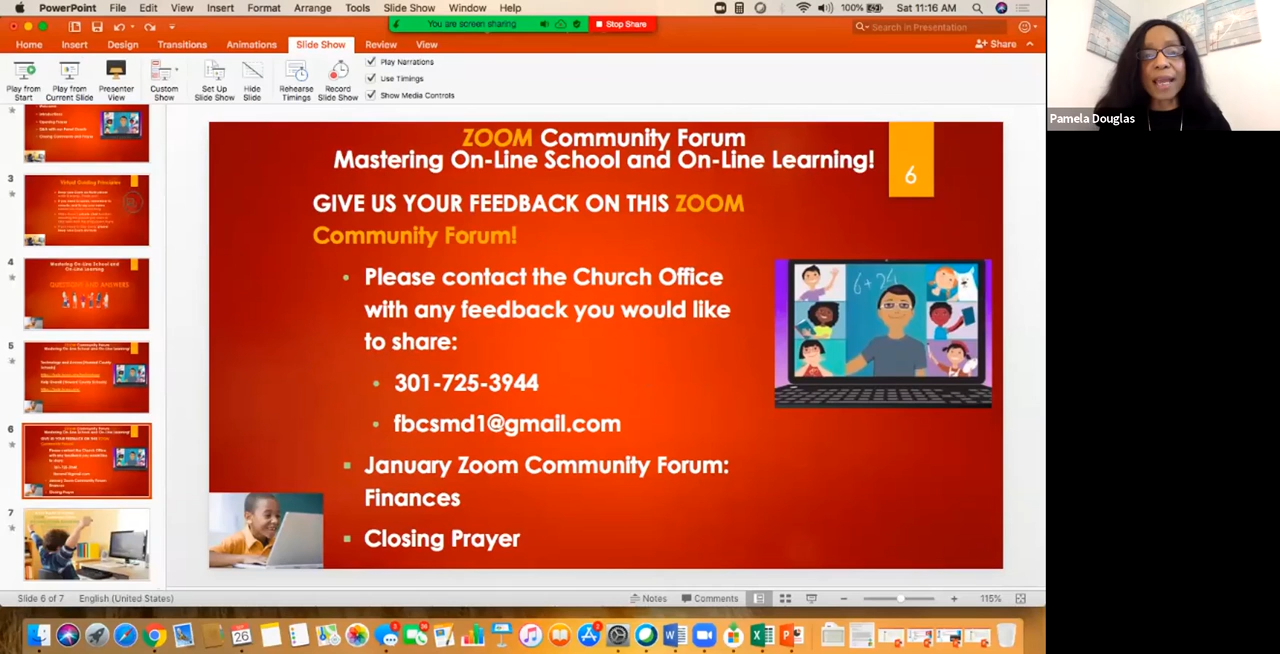 PowerPoint File Edit View Insert Format Arrange Tools Slide Show Window Help
100% Sat 11:16 AM
You are screen sharing Stop Share
Search in Presentation
Home Insert Design Transitions Animations Slide Show Review View
Share
Play from Start
Play from Current Slide
Presenter View
Custom Show
Set Up Slide Show
Hide Slide
Rehearse Timings
Record Slide Show
Play Narrations
Use Timings
Show Media Controls
Pamela Douglas
ZOOM Community Forum
Mastering On-Line School and On-Line Learning!
6
GIVE US YOUR FEEDBACK ON THIS ZOOM
Community Forum!
Please contact the Church Office
with any feedback you would like
to share:
301-725-3944
fbcsmd1@gmail.com
January Zoom Community Forum:
Finances
Closing Prayer
6+24
3
Virtual Guiding Principles
4
Mastering On-Line School and
On-Line Learning
QUESTIONS AND ANSWERS
5
6
7
Slide 6 of 7 English (United States)
Notes Comments
115%
26